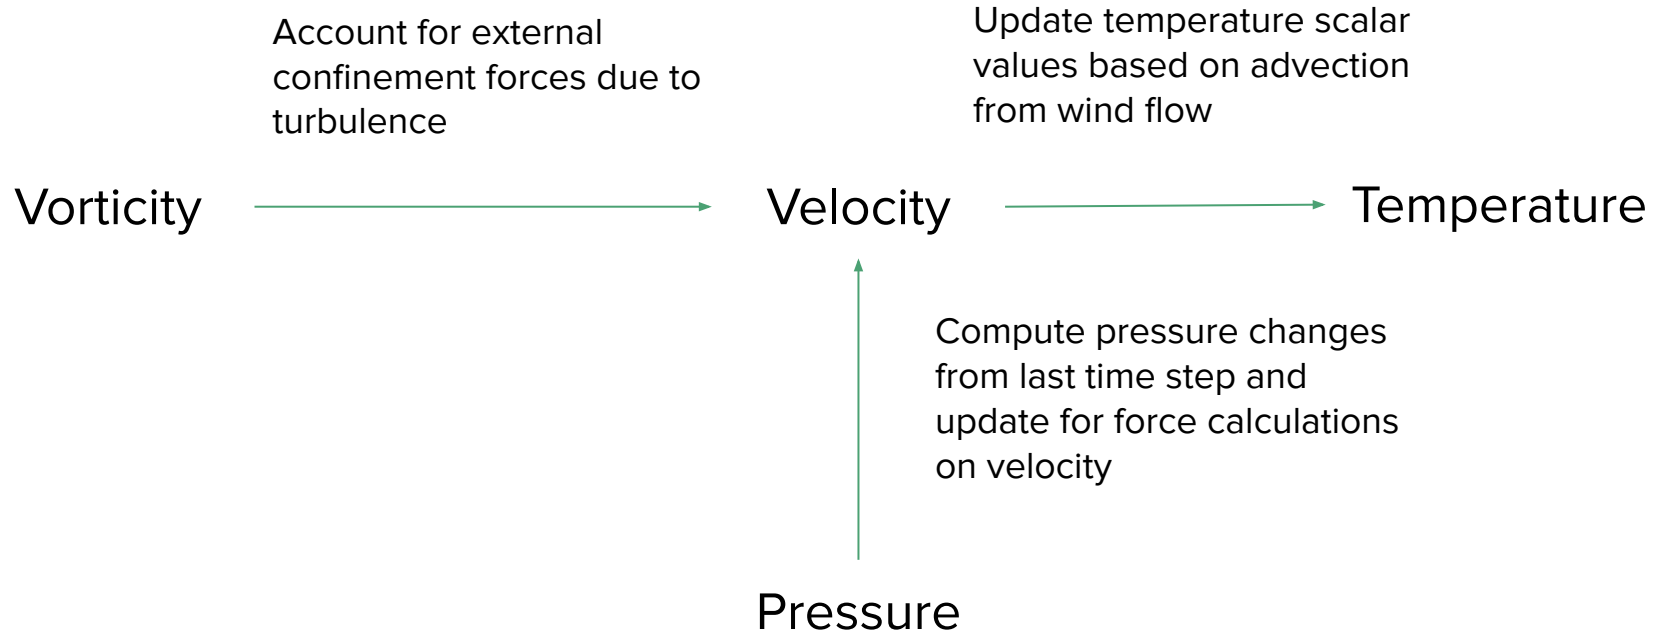 Account for external
confinement forces due to
turbulence
Update temperature scalar
values based on advection
from wind flow
Vorticity
Velocity
Temperature
Compute pressure changes
from last time step and
update for force calculations
on velocity
Pressure